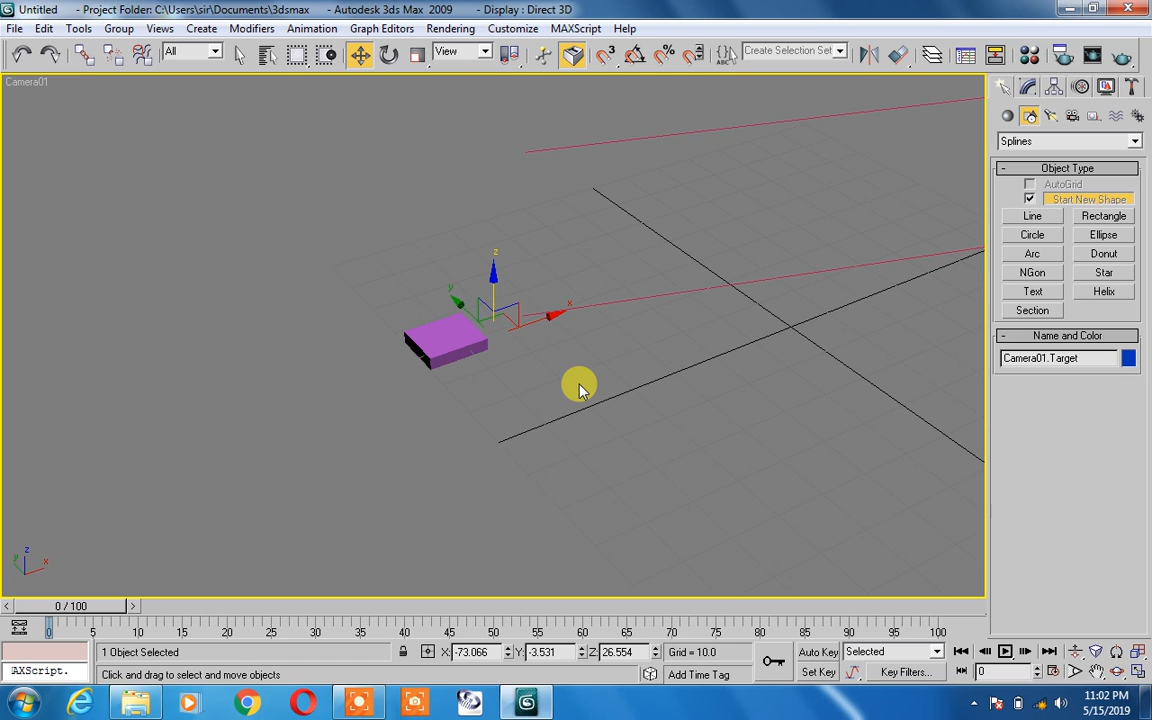 Untitled - Project Folder: C:\Users\sir\Documents\3dsmax - Autodesk 3ds Max 2009 - Display : Direct 3D
File Edit Tools Group Views Create Modifiers Animation Graph Editors Rendering Customize MAXScript Help
All View Create Selection Set
Camera01
Splines
- Object Type
AutoGrid
Start New Shape
Line Rectangle
Circle Ellipse
Arc Donut
NGon Star
Text Helix
Section
- Name and Color
Camera01.Target
z
y
x
z
y
x
0 / 100
0 5 10 15 20 25 30 35 40 45 50 55 60 65 70 75 80 85 90 95 100
1 Object Selected X: -73.066 Y: -3.531 Z: 26.554 Grid = 10.0 Auto Key Selected
AXScript. Click and drag to select and move objects Add Time Tag Set Key Key Filters... 0
11:02 PM
5/15/2019